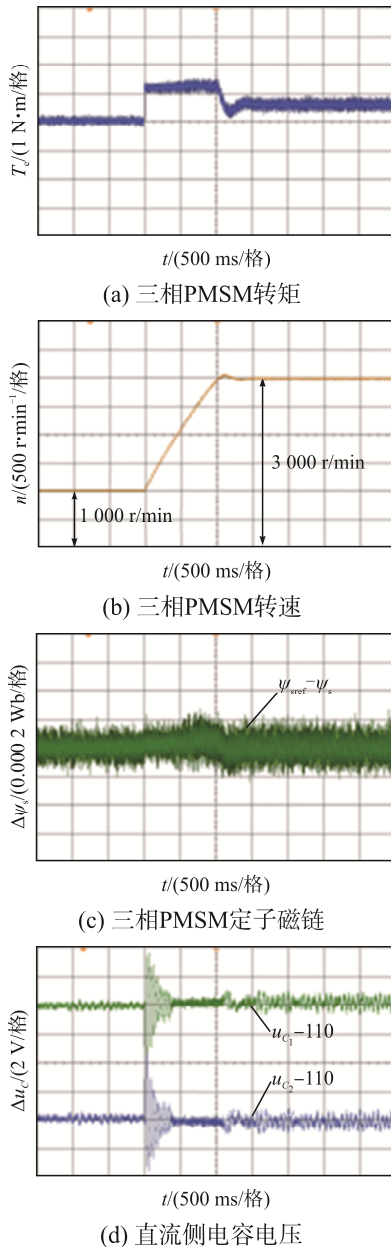 Te/(1 N·m/格)
t/(500 ms/格)
(a) 三相PMSM转矩
n/(500 r·min⁻¹/格)
3 000 r/min
1 000 r/min
t/(500 ms/格)
(b) 三相PMSM转速
Δψs/(0.000 2 Wb/格)
ψsref−ψs
t/(500 ms/格)
(c) 三相PMSM定子磁链
ΔuC/(2 V/格)
uC1−110
uC2−110
t/(500 ms/格)
(d) 直流侧电容电压